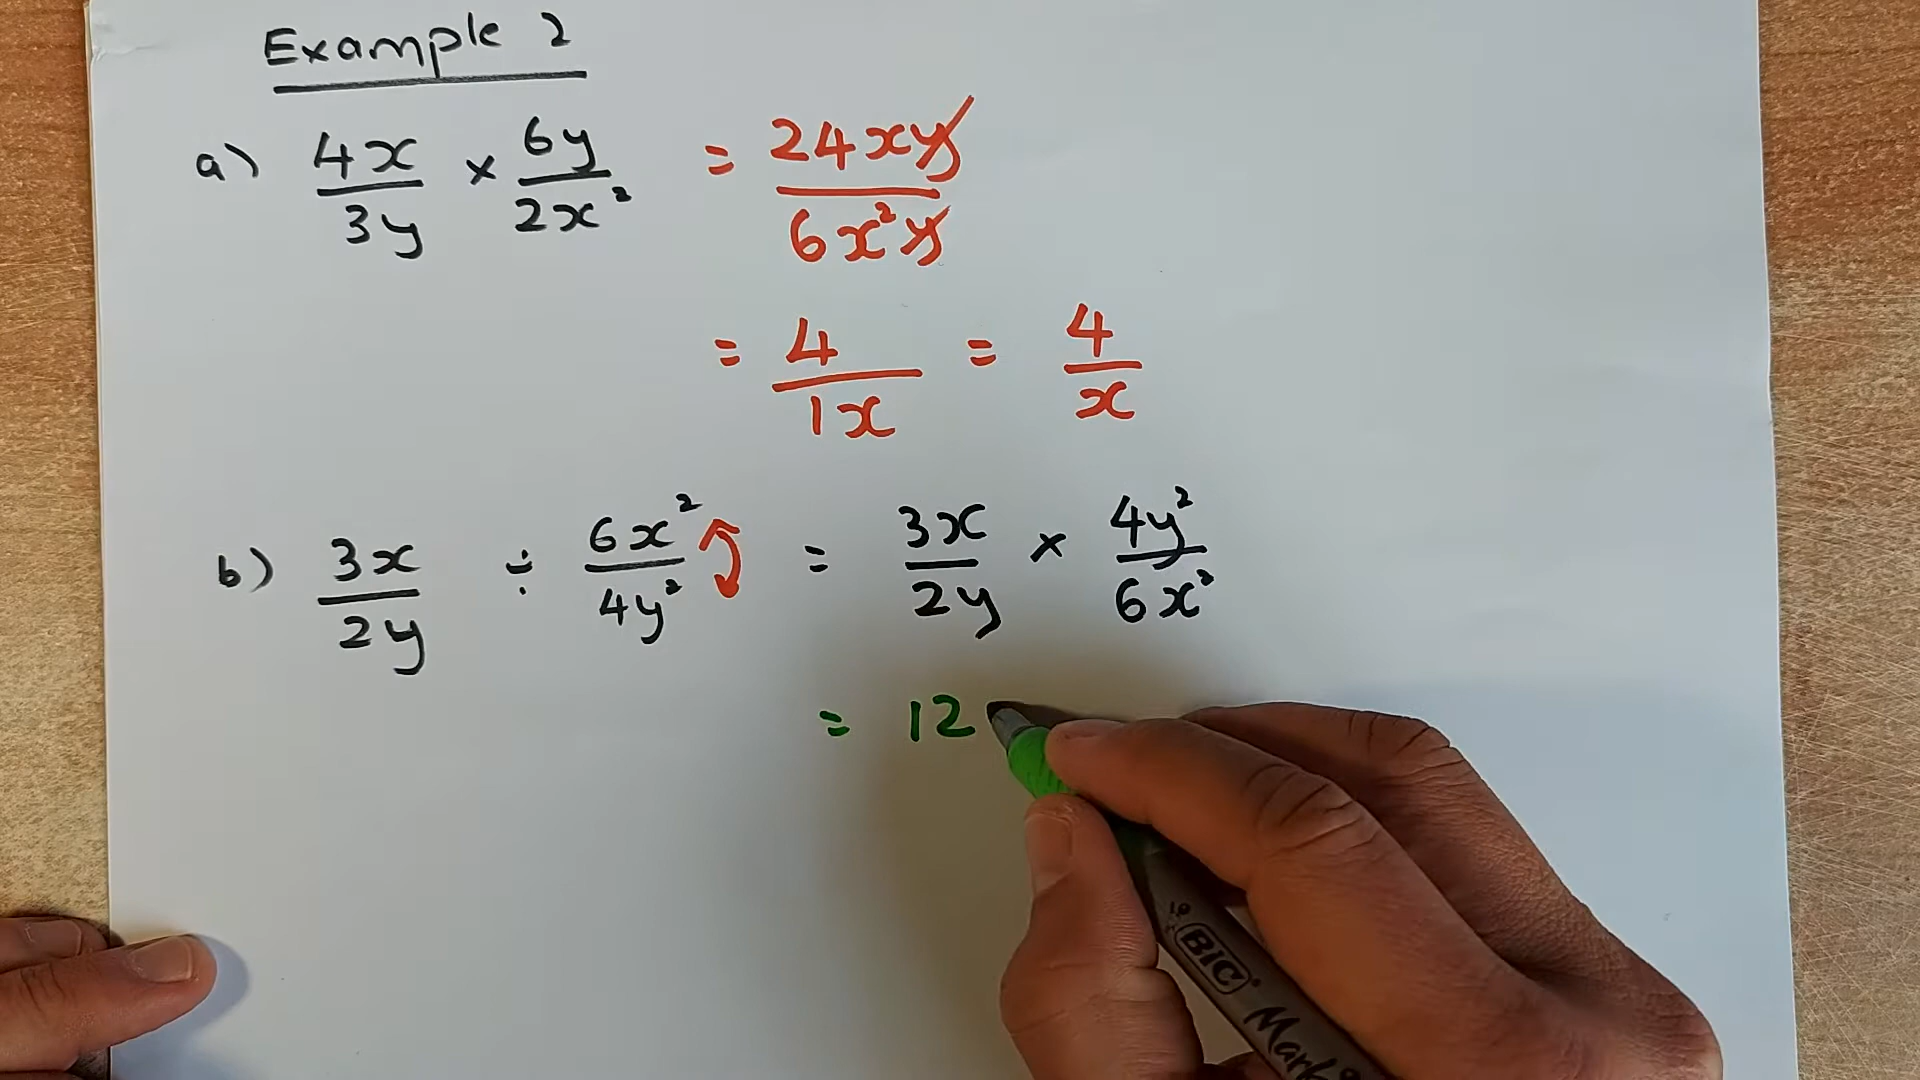 Example 2
a) 4x/3y × 6y/2x² = 24xy/6x²y
= 4/1x = 4/x
b) 3x/2y ÷ 6x²/4y² = 3x/2y × 4y²/6x²
= 12
BIC